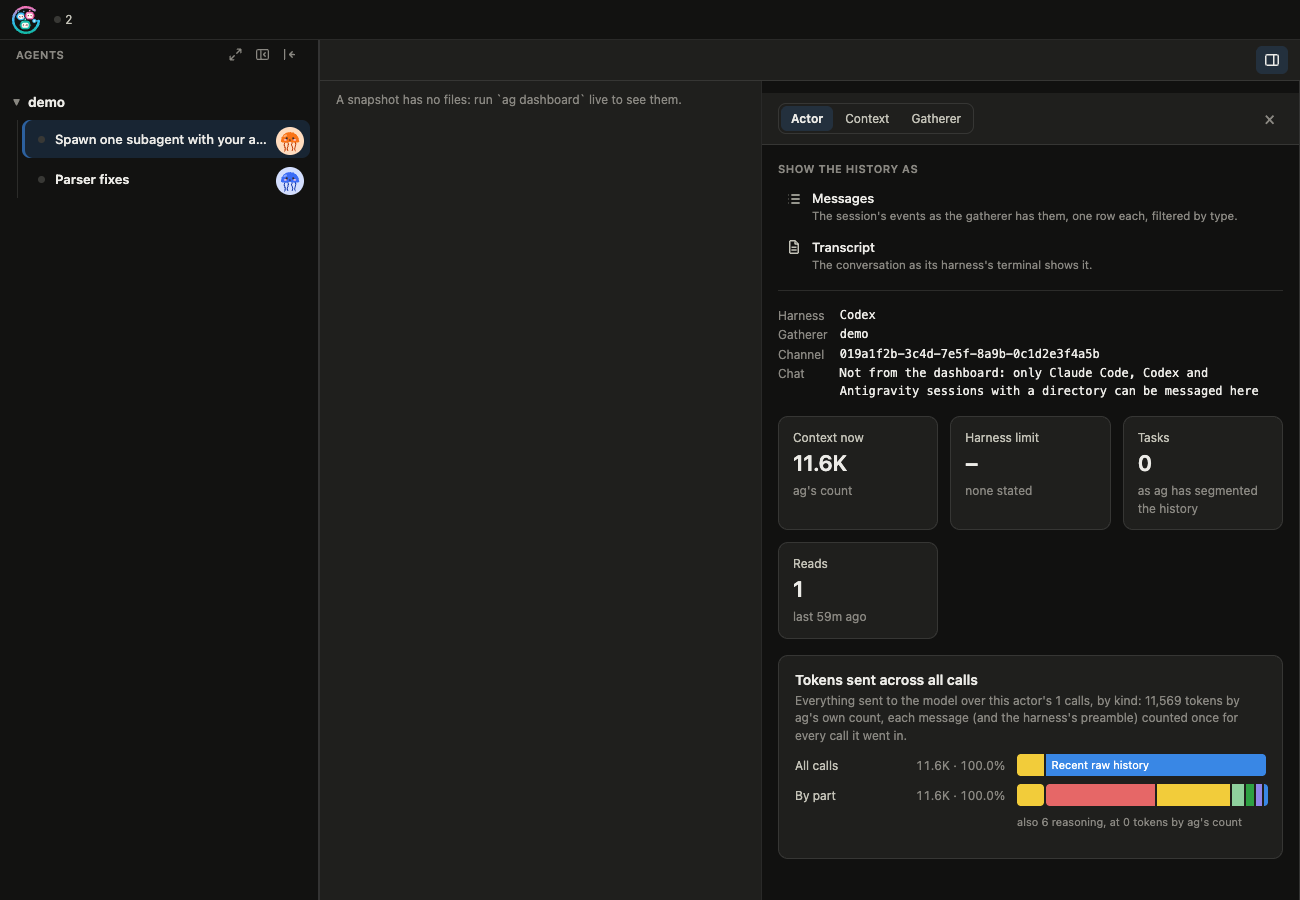 2
AGENTS
demo
Spawn one subagent with your a...
Parser fixes
A snapshot has no files: run `ag dashboard` live to see them.
Actor Context Gatherer
SHOW THE HISTORY AS
Messages
The session's events as the gatherer has them, one row each, filtered by type.
Transcript
The conversation as its harness's terminal shows it.
Harness Codex
Gatherer demo
Channel 019a1f2b-3c4d-7e5f-8a9b-0c1d2e3f4a5b
Chat Not from the dashboard: only Claude Code, Codex and
Antigravity sessions with a directory can be messaged here
Context now
11.6K
ag's count
Harness limit
–
none stated
Tasks
0
as ag has segmented
the history
Reads
1
last 59m ago
Tokens sent across all calls
Everything sent to the model over this actor's 1 calls, by kind: 11,569 tokens by
ag's own count, each message (and the harness's preamble) counted once for
every call it went in.
All calls 11.6K · 100.0% Recent raw history
By part 11.6K · 100.0%
also 6 reasoning, at 0 tokens by ag's count